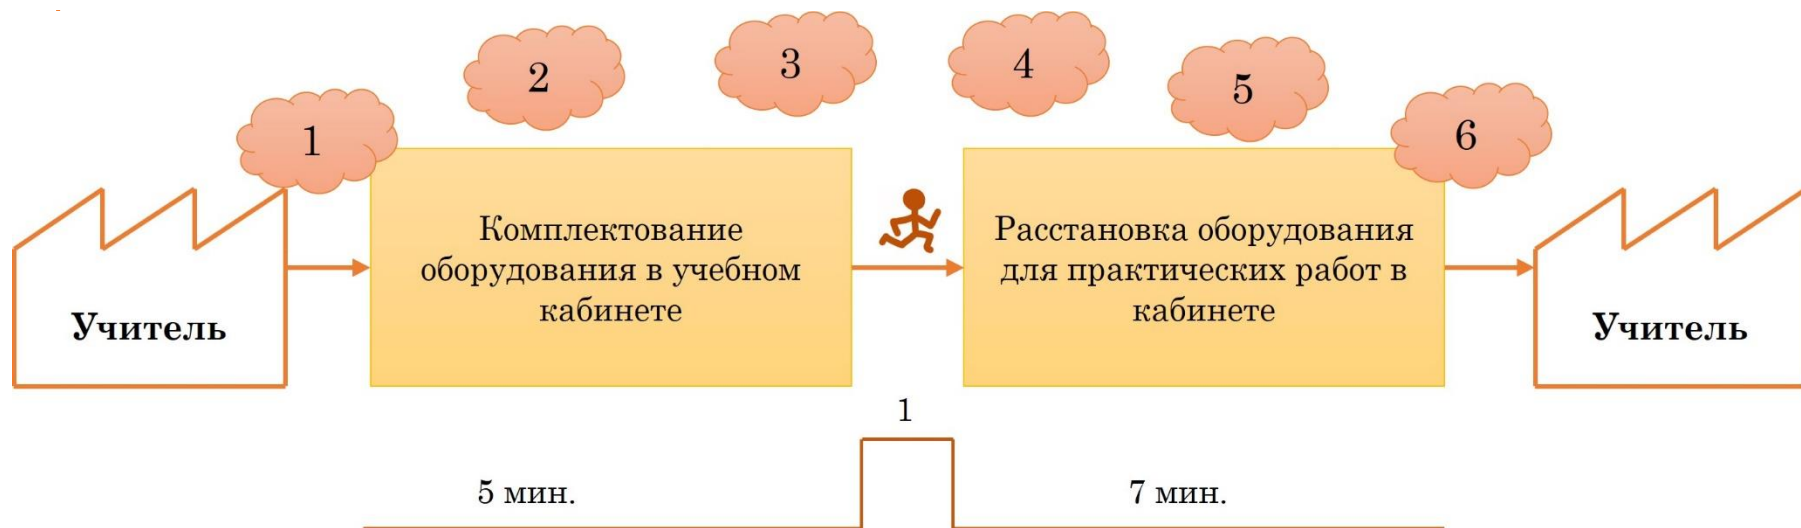 1
2
3
4
5
6
Учитель
Комплектование
оборудования в учебном
кабинете
Расстановка оборудования
для практических работ в
кабинете
Учитель
1
5 мин.
7 мин.